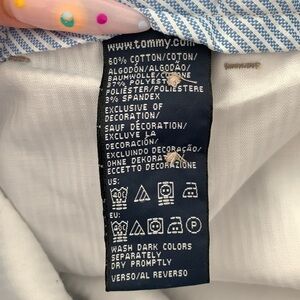 www.tommy.com
60% COTTON/COTON/
ALGODÓN/ALGODÃO/
BAUMWOLLE/COTONE
37% POLYESTER/
POLIÉSTER/POLIESTERE
3% SPANDEX
EXCLUSIVE OF
DECORATION/
SAUF DÉCORATION/
EXCLUVE LA
DECORACIÓN/
EXCLUINDO DECORAÇÃO/
OHNE DEKORATION/
ECCETTO DECORAZIONE
US:
EU:
WASH DARK COLORS
SEPARATELY
DRY PROMPTLY
VERSO/AL REVERSO